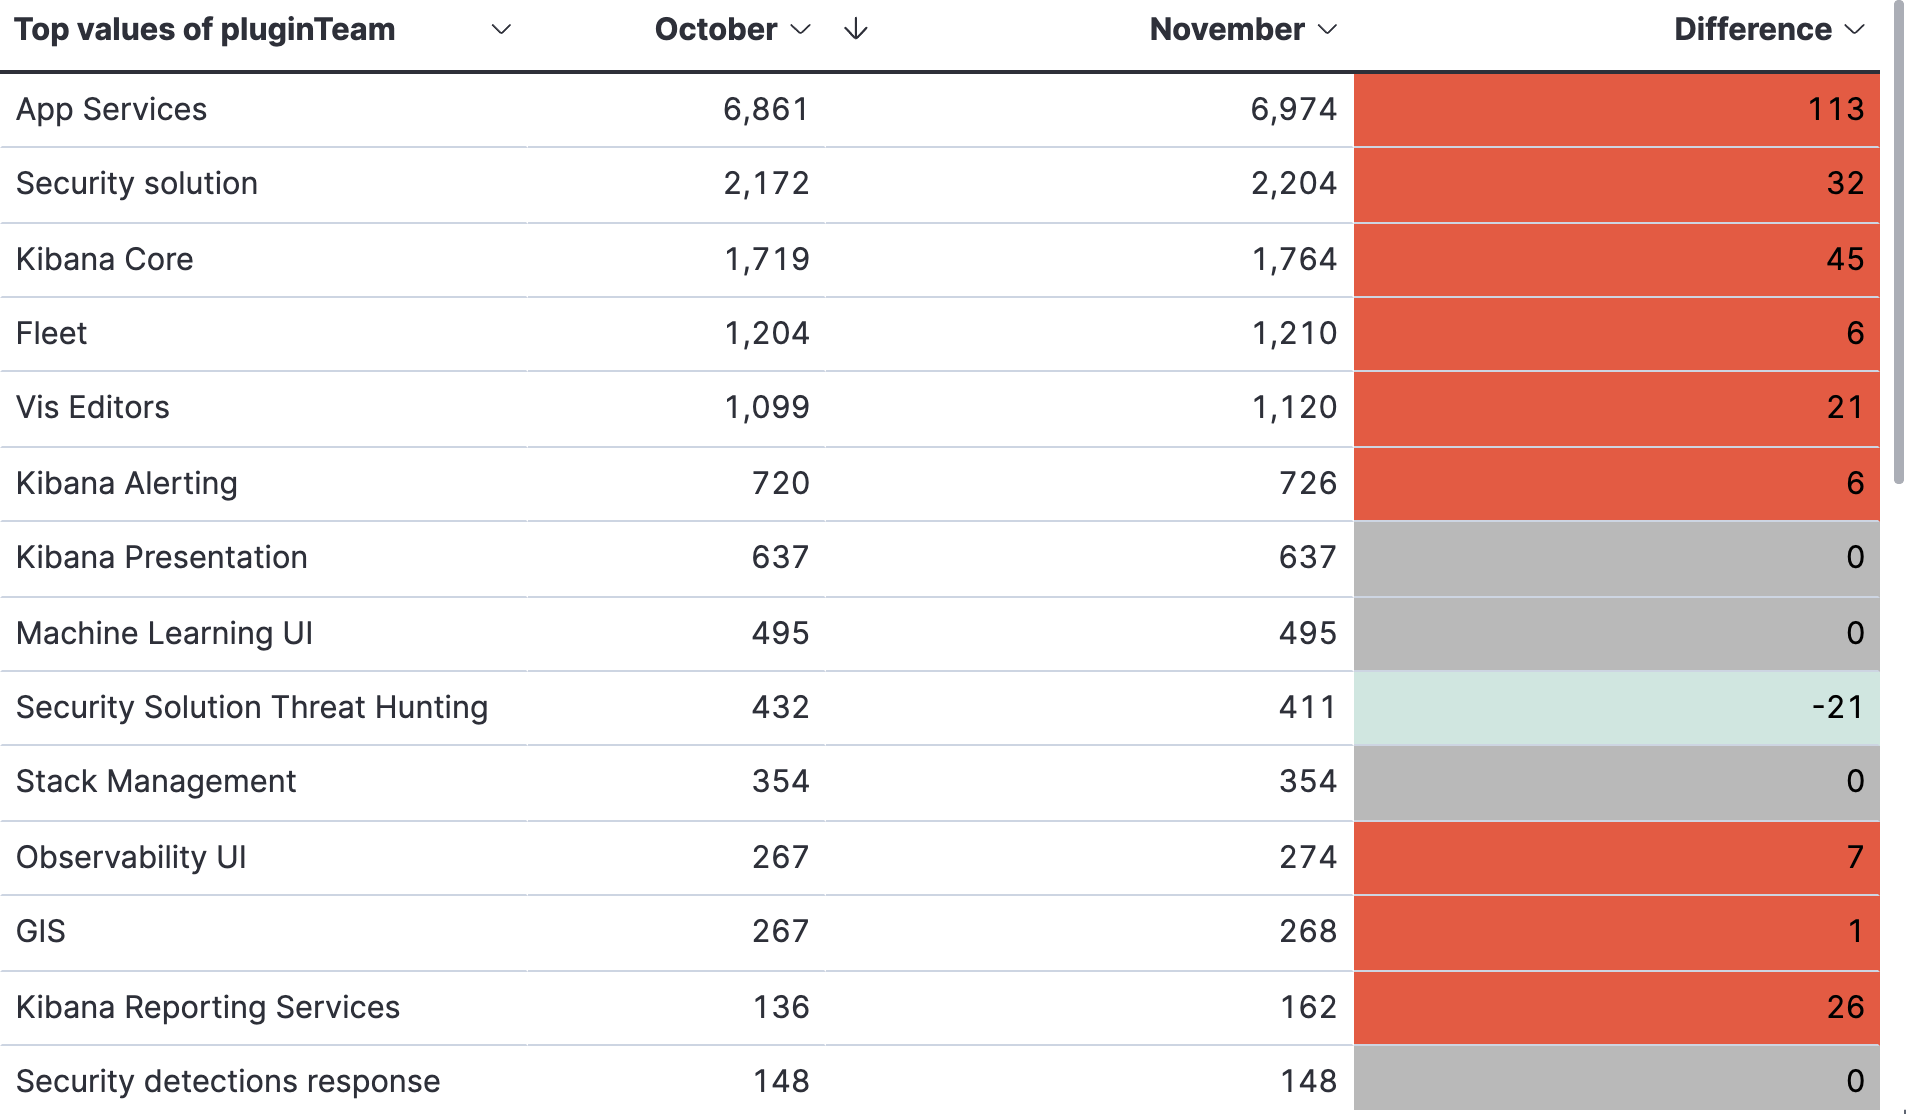 Top values of pluginTeam October November Difference
App Services 6,861 6,974 113
Security solution 2,172 2,204 32
Kibana Core 1,719 1,764 45
Fleet 1,204 1,210 6
Vis Editors 1,099 1,120 21
Kibana Alerting 720 726 6
Kibana Presentation 637 637 0
Machine Learning UI 495 495 0
Security Solution Threat Hunting 432 411 -21
Stack Management 354 354 0
Observability UI 267 274 7
GIS 267 268 1
Kibana Reporting Services 136 162 26
Security detections response 148 148 0